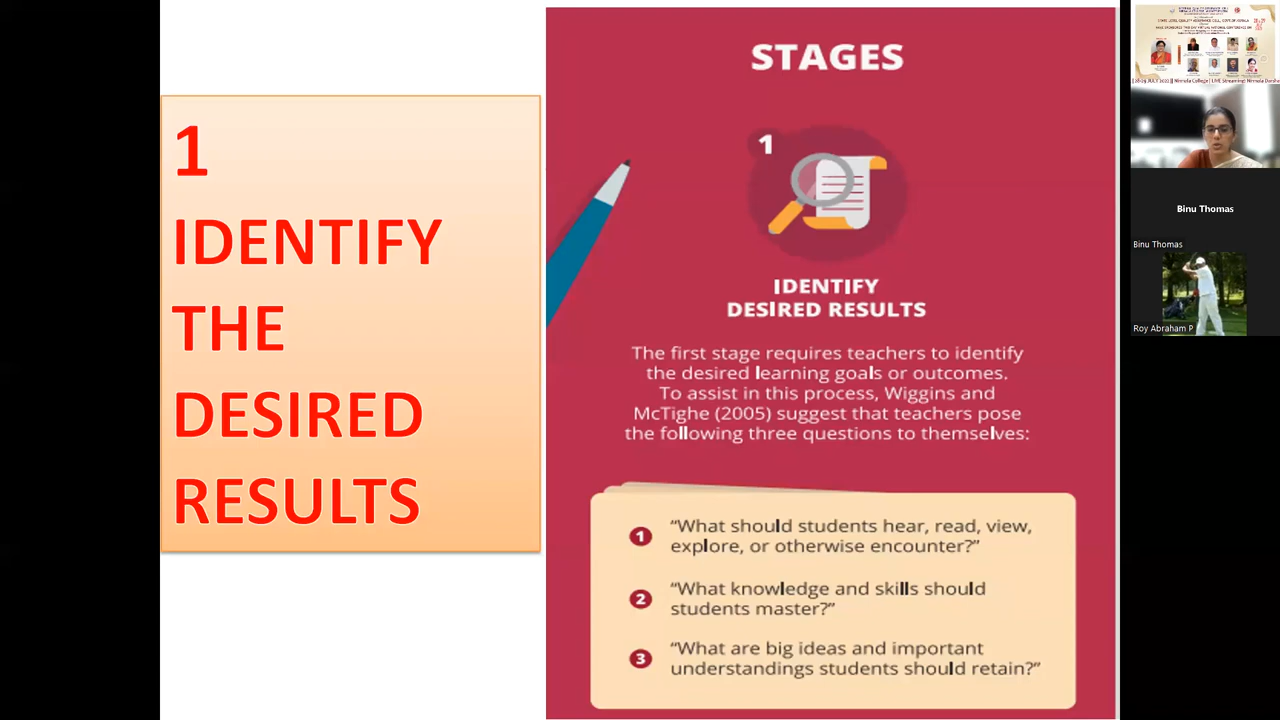 1
IDENTIFY
THE
DESIRED
RESULTS
STAGES
1
IDENTIFY
DESIRED RESULTS
The first stage requires teachers to identify
the desired learning goals or outcomes.
To assist in this process, Wiggins and
McTighe (2005) suggest that teachers pose
the following three questions to themselves:
1 “What should students hear, read, view,
explore, or otherwise encounter?”
2 “What knowledge and skills should
students master?”
3 “What are big ideas and important
understandings students should retain?”
Binu Thomas
Binu Thomas
Roy Abraham P